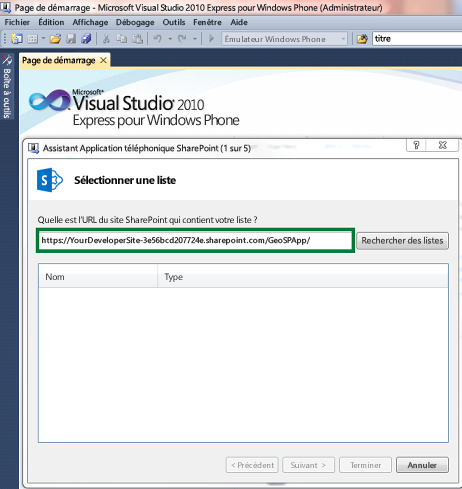 Page de démarrage - Microsoft Visual Studio 2010 Express pour Windows Phone (Administrateur)
Fichier Édition Affichage Débogage Outils Fenêtre Aide
Émulateur Windows Phone titre
Boîte à outils
Page de démarrage X
Microsoft®
Visual Studio® 2010
Express pour Windows Phone
Assistant Application téléphonique SharePoint (1 sur 5)
Sélectionner une liste
Quelle est l'URL du site SharePoint qui contient votre liste ?
https://YourDeveloperSite-3e56bcd207724e.sharepoint.com/GeoSPApp/ Rechercher des listes
Nom Type
< Précédent Suivant > Terminer Annuler